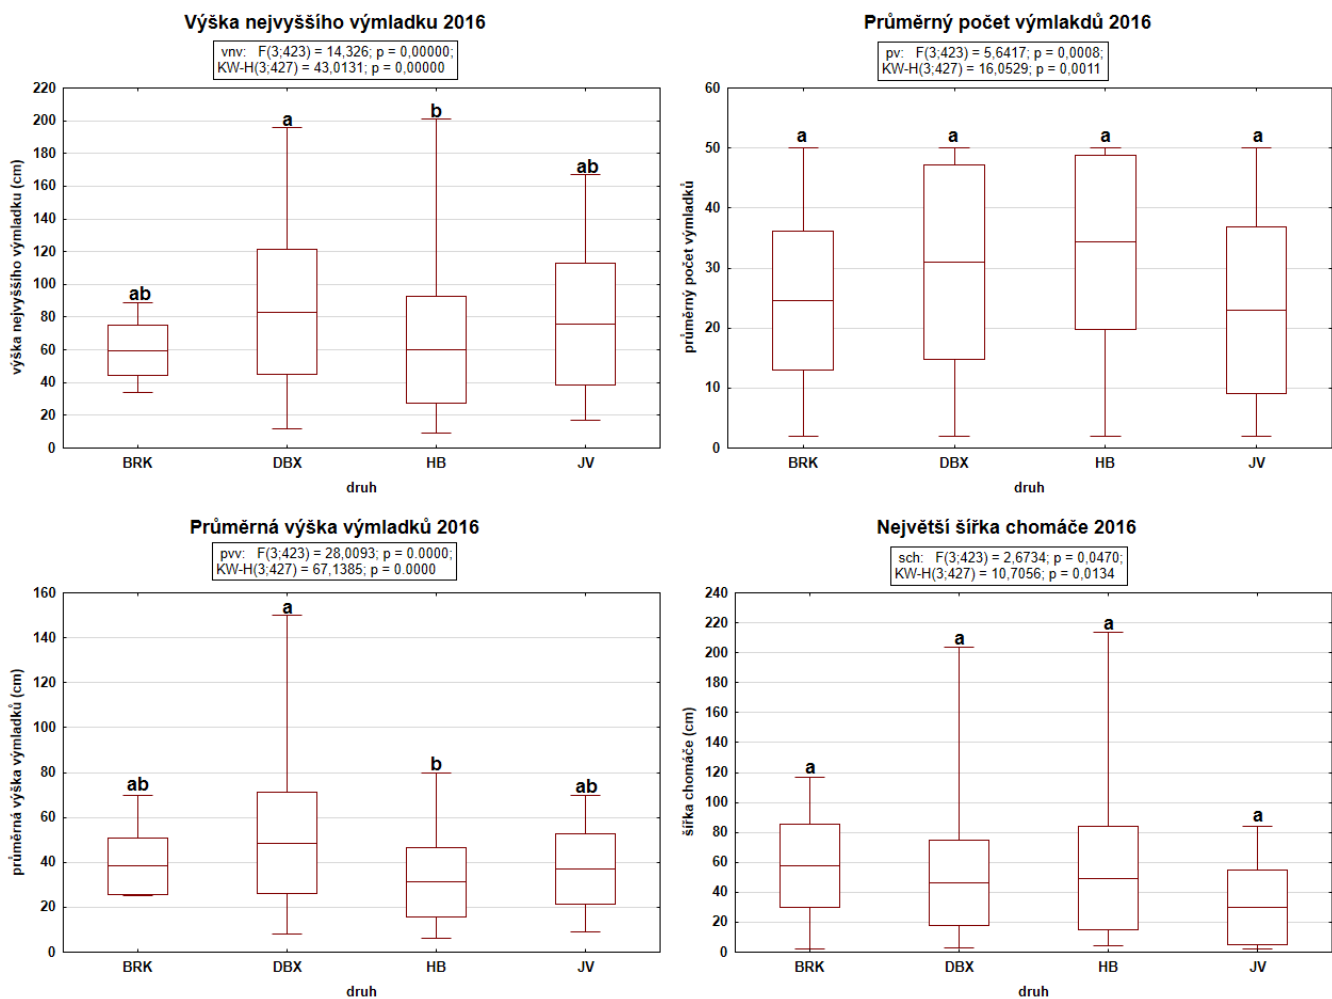 Výška nejvyššího výmladku 2016
vnv: F(3;423) = 14,326; p = 0,00000;
KW-H(3;427) = 43,0131; p = 0,00000
220
200
180
160
140
120
100
80
60
40
20
0
výška nejvyššího výmladku (cm)
ab
a
b
ab
BRK
DBX
HB
JV
druh
Průměrný počet výmlakdů 2016
pv: F(3;423) = 5,6417; p = 0,0008;
KW-H(3;427) = 16,0529; p = 0,0011
60
50
40
30
20
10
0
průměrný počet výmladků
a
a
a
a
BRK
DBX
HB
JV
druh
Průměrná výška výmladků 2016
pvv: F(3;423) = 28,0093; p = 0.0000;
KW-H(3;427) = 67,1385; p = 0.0000
160
140
120
100
80
60
40
20
0
průměrná výška výmladků (cm)
ab
a
b
ab
BRK
DBX
HB
JV
druh
Největší šířka chomáče 2016
sch: F(3;423) = 2,6734; p = 0,0470;
KW-H(3;427) = 10,7056; p = 0,0134
240
220
200
180
160
140
120
100
80
60
40
20
0
šířka chomáče (cm)
a
a
a
a
BRK
DBX
HB
JV
druh